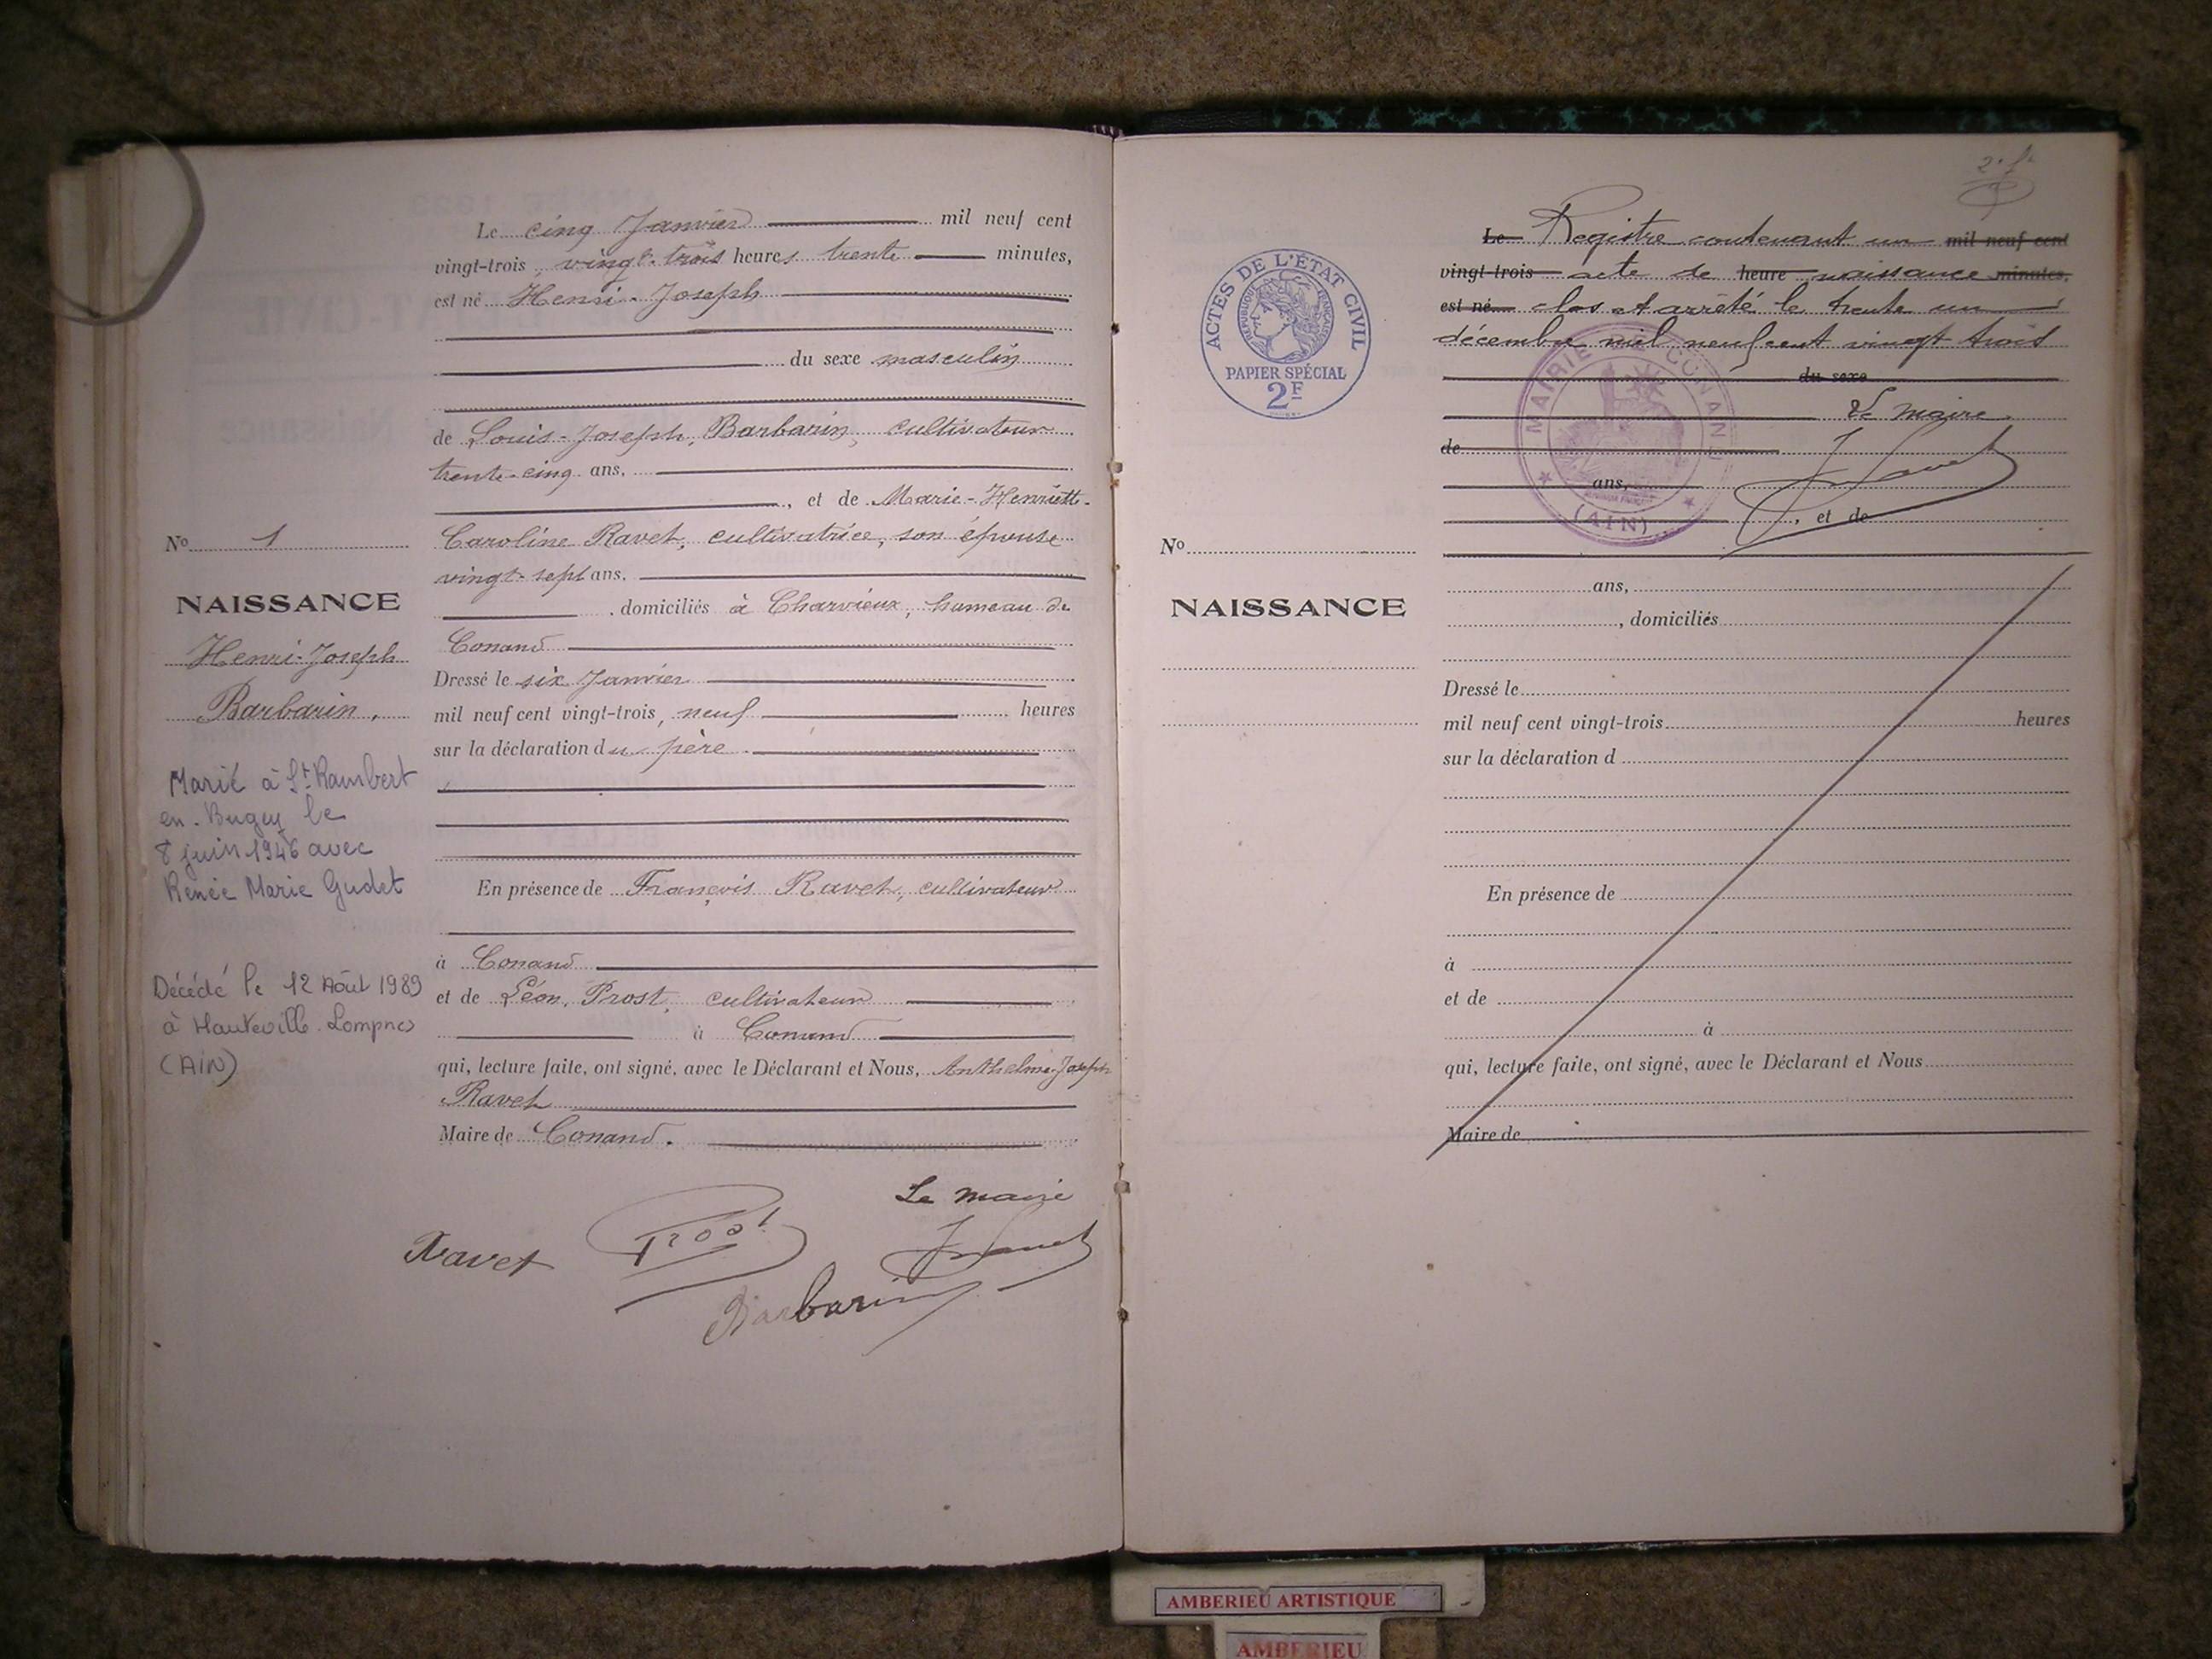 Le cinq Janvier mil neuf cent
vingt-trois, vingt-trois heures trente minutes,
est né Henri-Joseph
du sexe masculin
de Louis-Joseph, Barbarin, cultivateur
trente-cinq ans,
, et de Marie-Henriette-
Caroline Ravet, cultivatrice, son épouse
vingt-sept ans,
, domiciliés à Charvieux, hameau de
Conand
Dressé le six Janvier
mil neuf cent vingt-trois, neuf heures
sur la déclaration du père.
En présence de François Ravet, cultivateur
à Conand
et de Léon, Prost, cultivateur
à Conand
qui, lecture faite, ont signé, avec le Déclarant et Nous, Anthelme-Joseph
Ravet
Maire de Conand.
Le maire
Ravet
Prost
JRavet
Barbarin
No 1
NAISSANCE
Henri-Joseph
Barbarin,
Marié à St Rambert
en-Bugey le
8 juin 1946 avec
Renée Marie Gudet
Décédé le 12 Août 1989
à Hauteville-Lompnes
(AIN)
ACTES DE L'ÉTAT CIVIL
RÉPUBLIQUE FRANÇAISE
PAPIER SPÉCIAL
2F
Le Registre contenant un mil neuf cent
vingt-trois acte de heure naissance minutes,
est né clos et arrêté le trente un
décembre mil neuf cent vingt trois
du sexe
Le Maire
de
JRavet
ans,
, et de
MAIRIE DE CONAND
(AIN)
No
NAISSANCE
ans,
, domiciliés
Dressé le
mil neuf cent vingt-trois heures
sur la déclaration d
En présence de
à
et de
à
qui, lecture faite, ont signé, avec le Déclarant et Nous
Maire de
AMBERIEU ARTISTIQUE
AMBERIEU